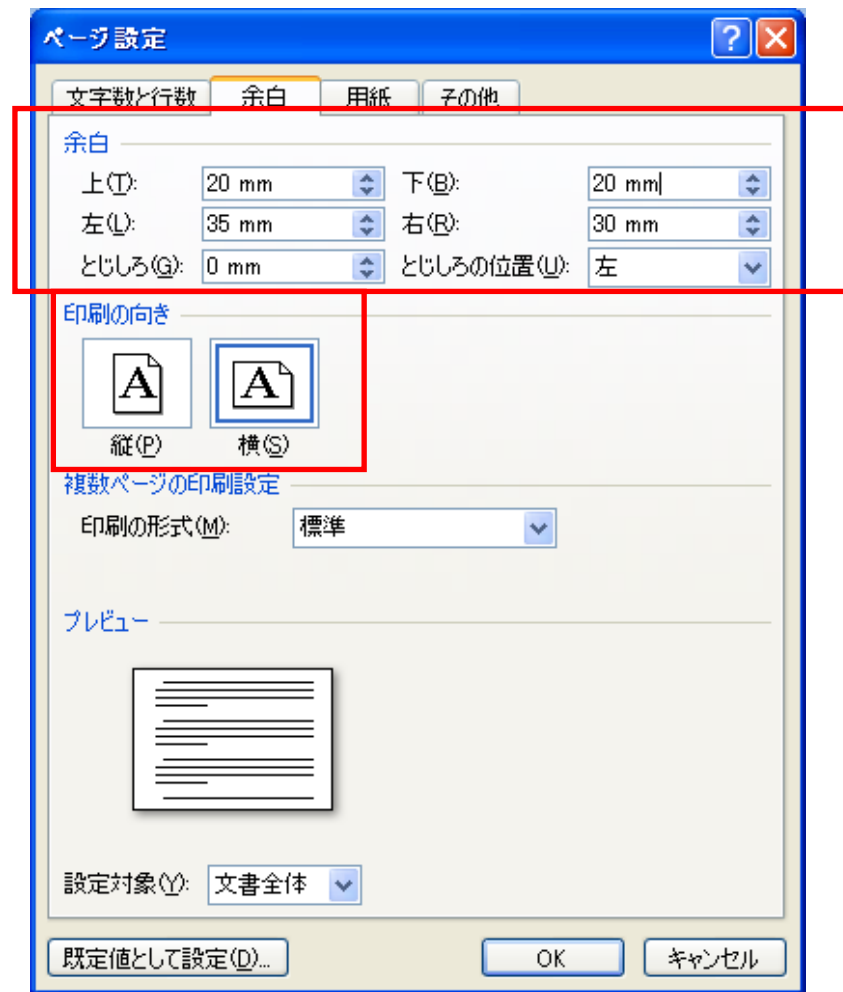 ページ設定
文字数と行数 余白 用紙 その他
余白
上(T): 20 mm 下(B): 20 mm
左(L): 35 mm 右(R): 30 mm
とじしろ(G): 0 mm とじしろの位置(U): 左
印刷の向き
A A
縦(P) 横(S)
複数ページの印刷設定
印刷の形式(M): 標準
プレビュー
設定対象(Y): 文書全体
既定値として設定(D)... OK キャンセル